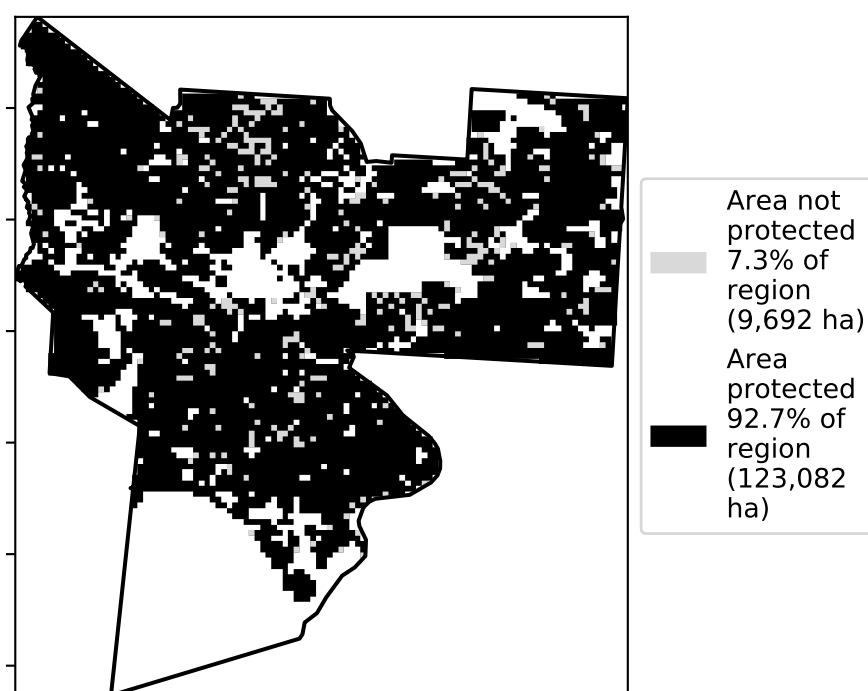 Area not
protected
7.3% of
region
(9,692 ha)
Area
protected
92.7% of
region
(123,082
ha)